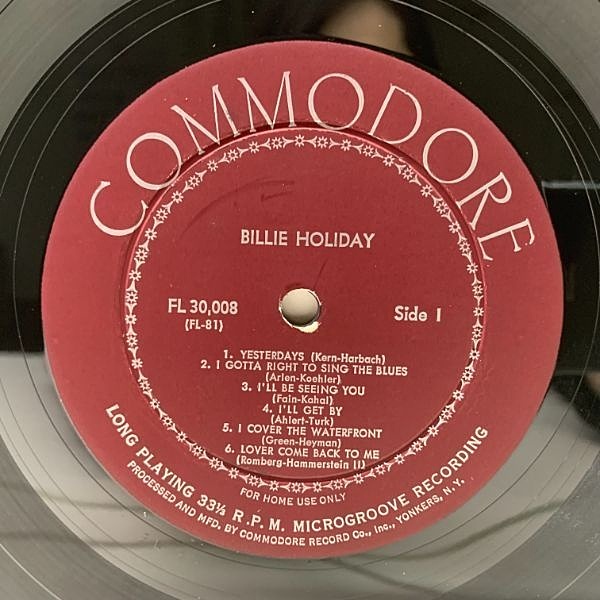 COMMODORE
BILLIE HOLIDAY
FL 30,008
(FL-81)
Side 1
1. YESTERDAYS (Kern-Harbach)
2. I GOTTA RIGHT TO SING THE BLUES
(Arlen-Koehler)
3. I'LL BE SEEING YOU
(Fain-Kahal)
4. I'LL GET BY
(Ahlert-Turk)
5. I COVER THE WATERFRONT
(Green-Heyman)
6. LOVER COME BACK TO ME
(Romberg-Hammerstein II)
FOR HOME USE ONLY
LONG PLAYING 33⅓ R.P.M. MICROGROOVE RECORDING
PROCESSED AND MFD. BY COMMODORE RECORD Co., Inc., YONKERS, N.Y.